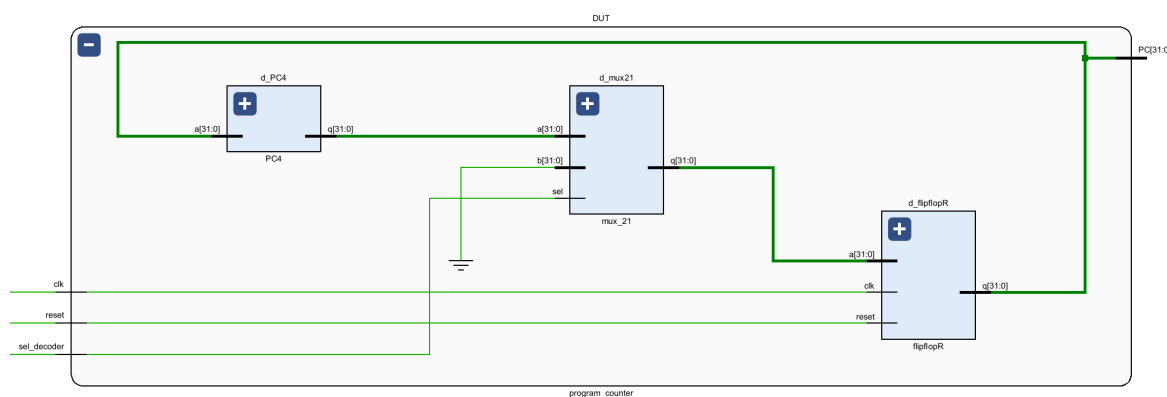 DUT
PC[31:0
d_PC4
a[31:0]
q[31:0]
PC4
d_mux21
a[31:0]
b[31:0]
sel
q[31:0]
mux_21
d_flipflopR
a[31:0]
clk
reset
q[31:0]
flipflopR
clk
reset
sel_decoder
program_counter